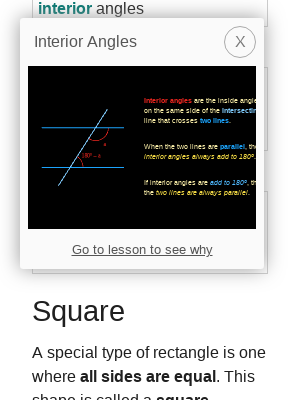 interior angles
Interior Angles
X
Interior angles are the inside angle
on the same side of the intersectin
line that crosses two lines.
When the two lines are parallel, the
interior angles always add to 180°.
If interior angles add to 180°, th
the two lines are always parallel.
180° − x
x
Go to lesson to see why
Square
A special type of rectangle is one
where all sides are equal. This
shape is called a square.